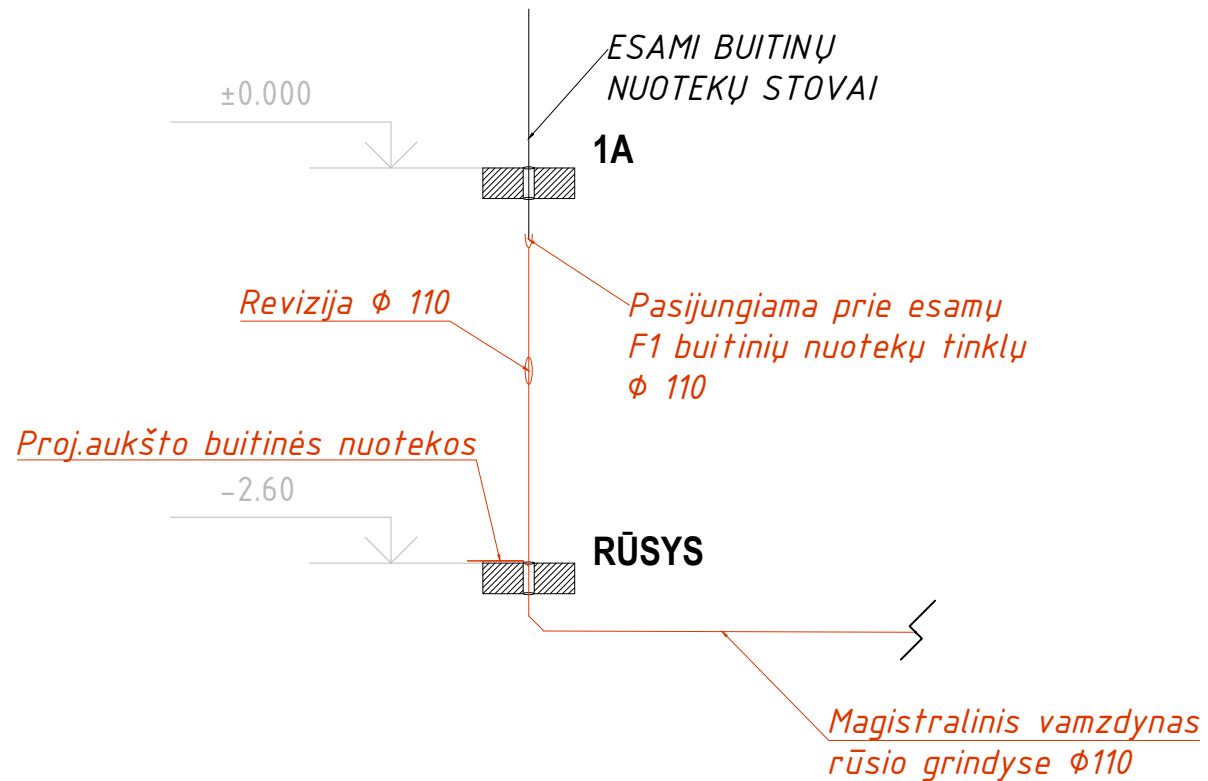 ESAMI BUITINŲ
NUOTEKŲ STOVAI
±0.000
1A
Revizija Φ 110
Pasijungiama prie esamų
F1 buitinių nuotekų tinklų
Φ 110
Proj.aukšto buitinės nuotekos
-2.60
RŪSYS
Magistralinis vamzdynas
rūsio grindyse Φ110